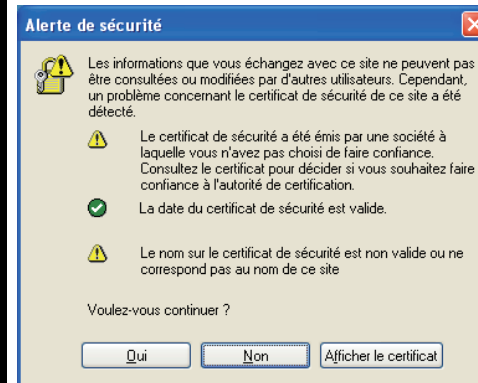 Alerte de sécurité
Les informations que vous échangez avec ce site ne peuvent pas
être consultées ou modifiées par d'autres utilisateurs. Cependant,
un problème concernant le certificat de sécurité de ce site a été
détecté.
Le certificat de sécurité a été émis par une société à
laquelle vous n'avez pas choisi de faire confiance.
Consultez le certificat pour décider si vous souhaitez faire
confiance à l'autorité de certification.
La date du certificat de sécurité est valide.
Le nom sur le certificat de sécurité est non valide ou ne
correspond pas au nom de ce site
Voulez-vous continuer ?
Oui
Non
Afficher le certificat